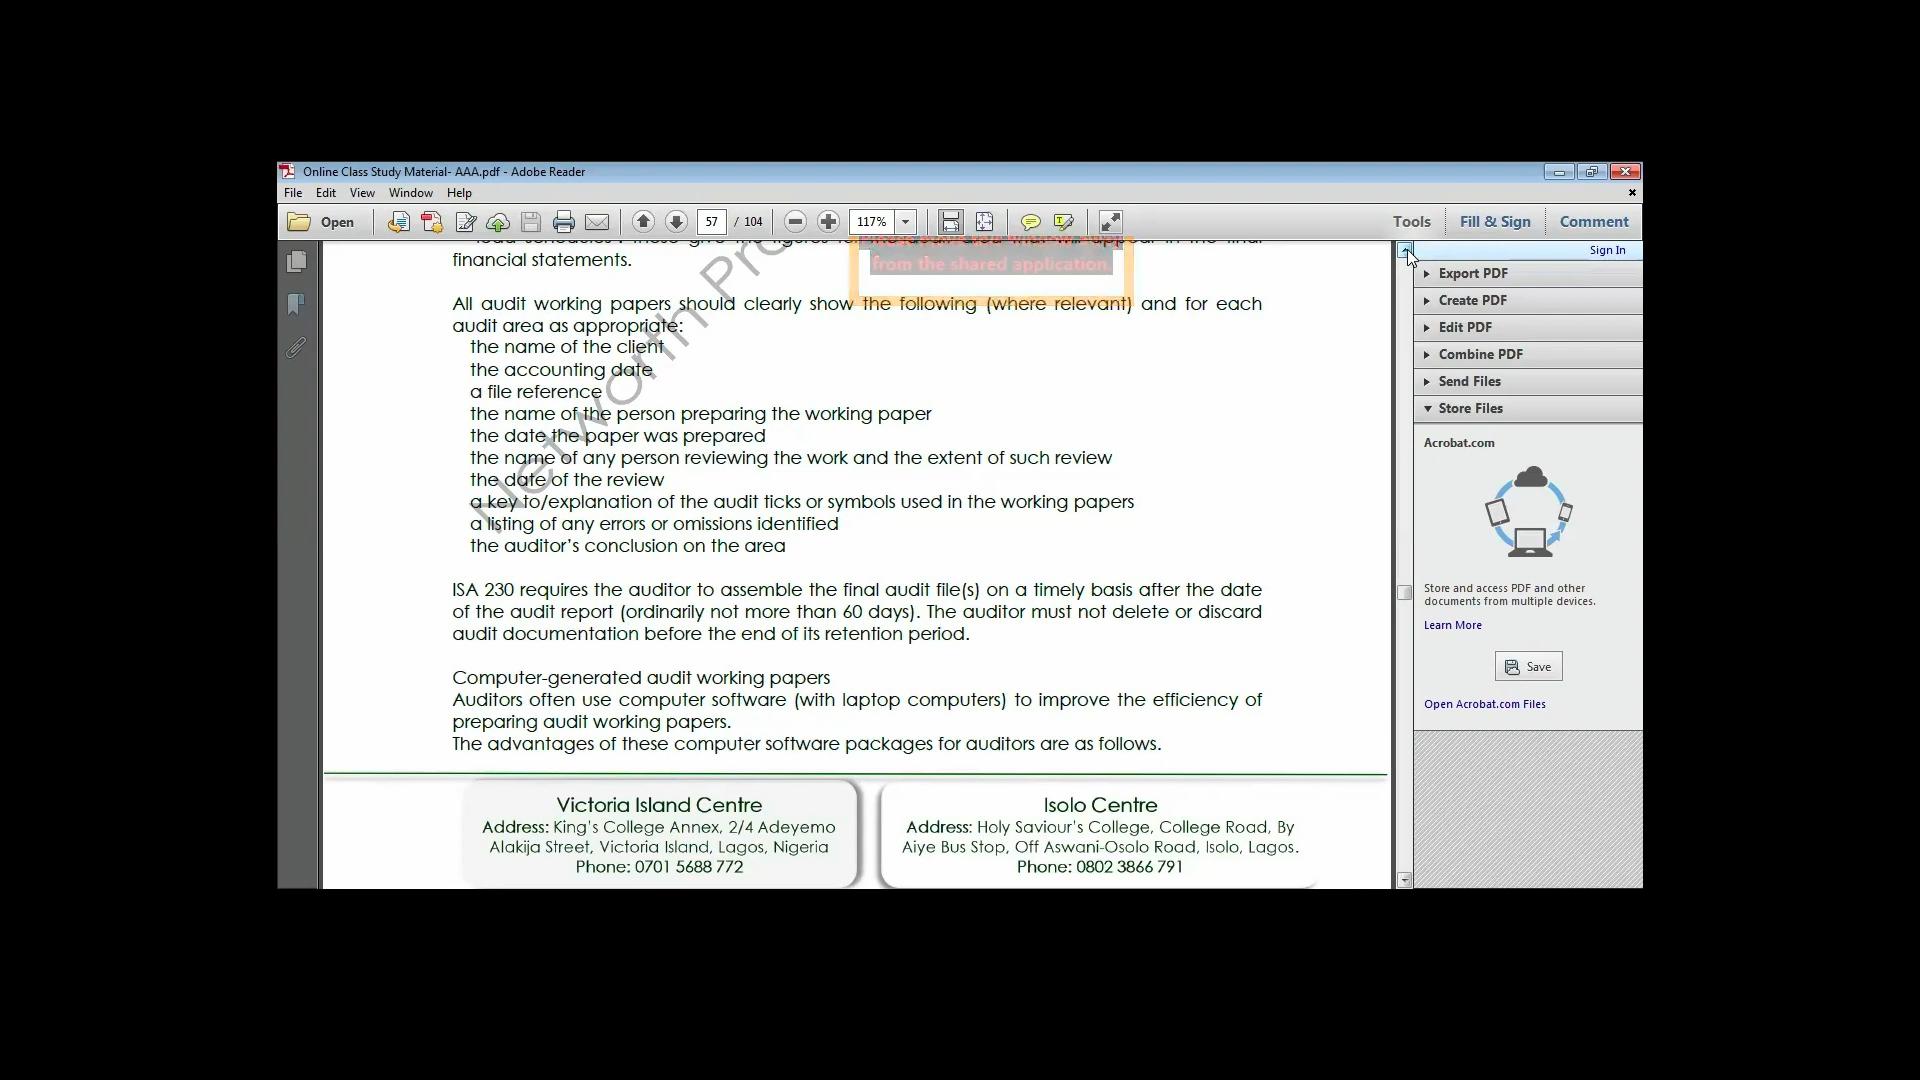 Online Class Study Material- AAA.pdf - Adobe Reader
File Edit View Window Help
Open 57 / 104 117% Tools Fill & Sign Comment
Sign In
financial statements.
from the shared application.
All audit working papers should clearly show the following (where relevant) and for each
audit area as appropriate:
the name of the client
the accounting date
a file reference
the name of the person preparing the working paper
the date the paper was prepared
the name of any person reviewing the work and the extent of such review
the date of the review
a key to/explanation of the audit ticks or symbols used in the working papers
a listing of any errors or omissions identified
the auditor's conclusion on the area
ISA 230 requires the auditor to assemble the final audit file(s) on a timely basis after the date
of the audit report (ordinarily not more than 60 days). The auditor must not delete or discard
audit documentation before the end of its retention period.
Computer-generated audit working papers
Auditors often use computer software (with laptop computers) to improve the efficiency of
preparing audit working papers.
The advantages of these computer software packages for auditors are as follows.
Networth Pro
Victoria Island Centre
Address: King's College Annex, 2/4 Adeyemo
Alakija Street, Victoria Island, Lagos, Nigeria
Phone: 0701 5688 772
Isolo Centre
Address: Holy Saviour's College, College Road, By
Aiye Bus Stop, Off Aswani-Osolo Road, Isolo, Lagos.
Phone: 0802 3866 791
Export PDF
Create PDF
Edit PDF
Combine PDF
Send Files
Store Files
Acrobat.com
Store and access PDF and other
documents from multiple devices.
Learn More
Save
Open Acrobat.com Files